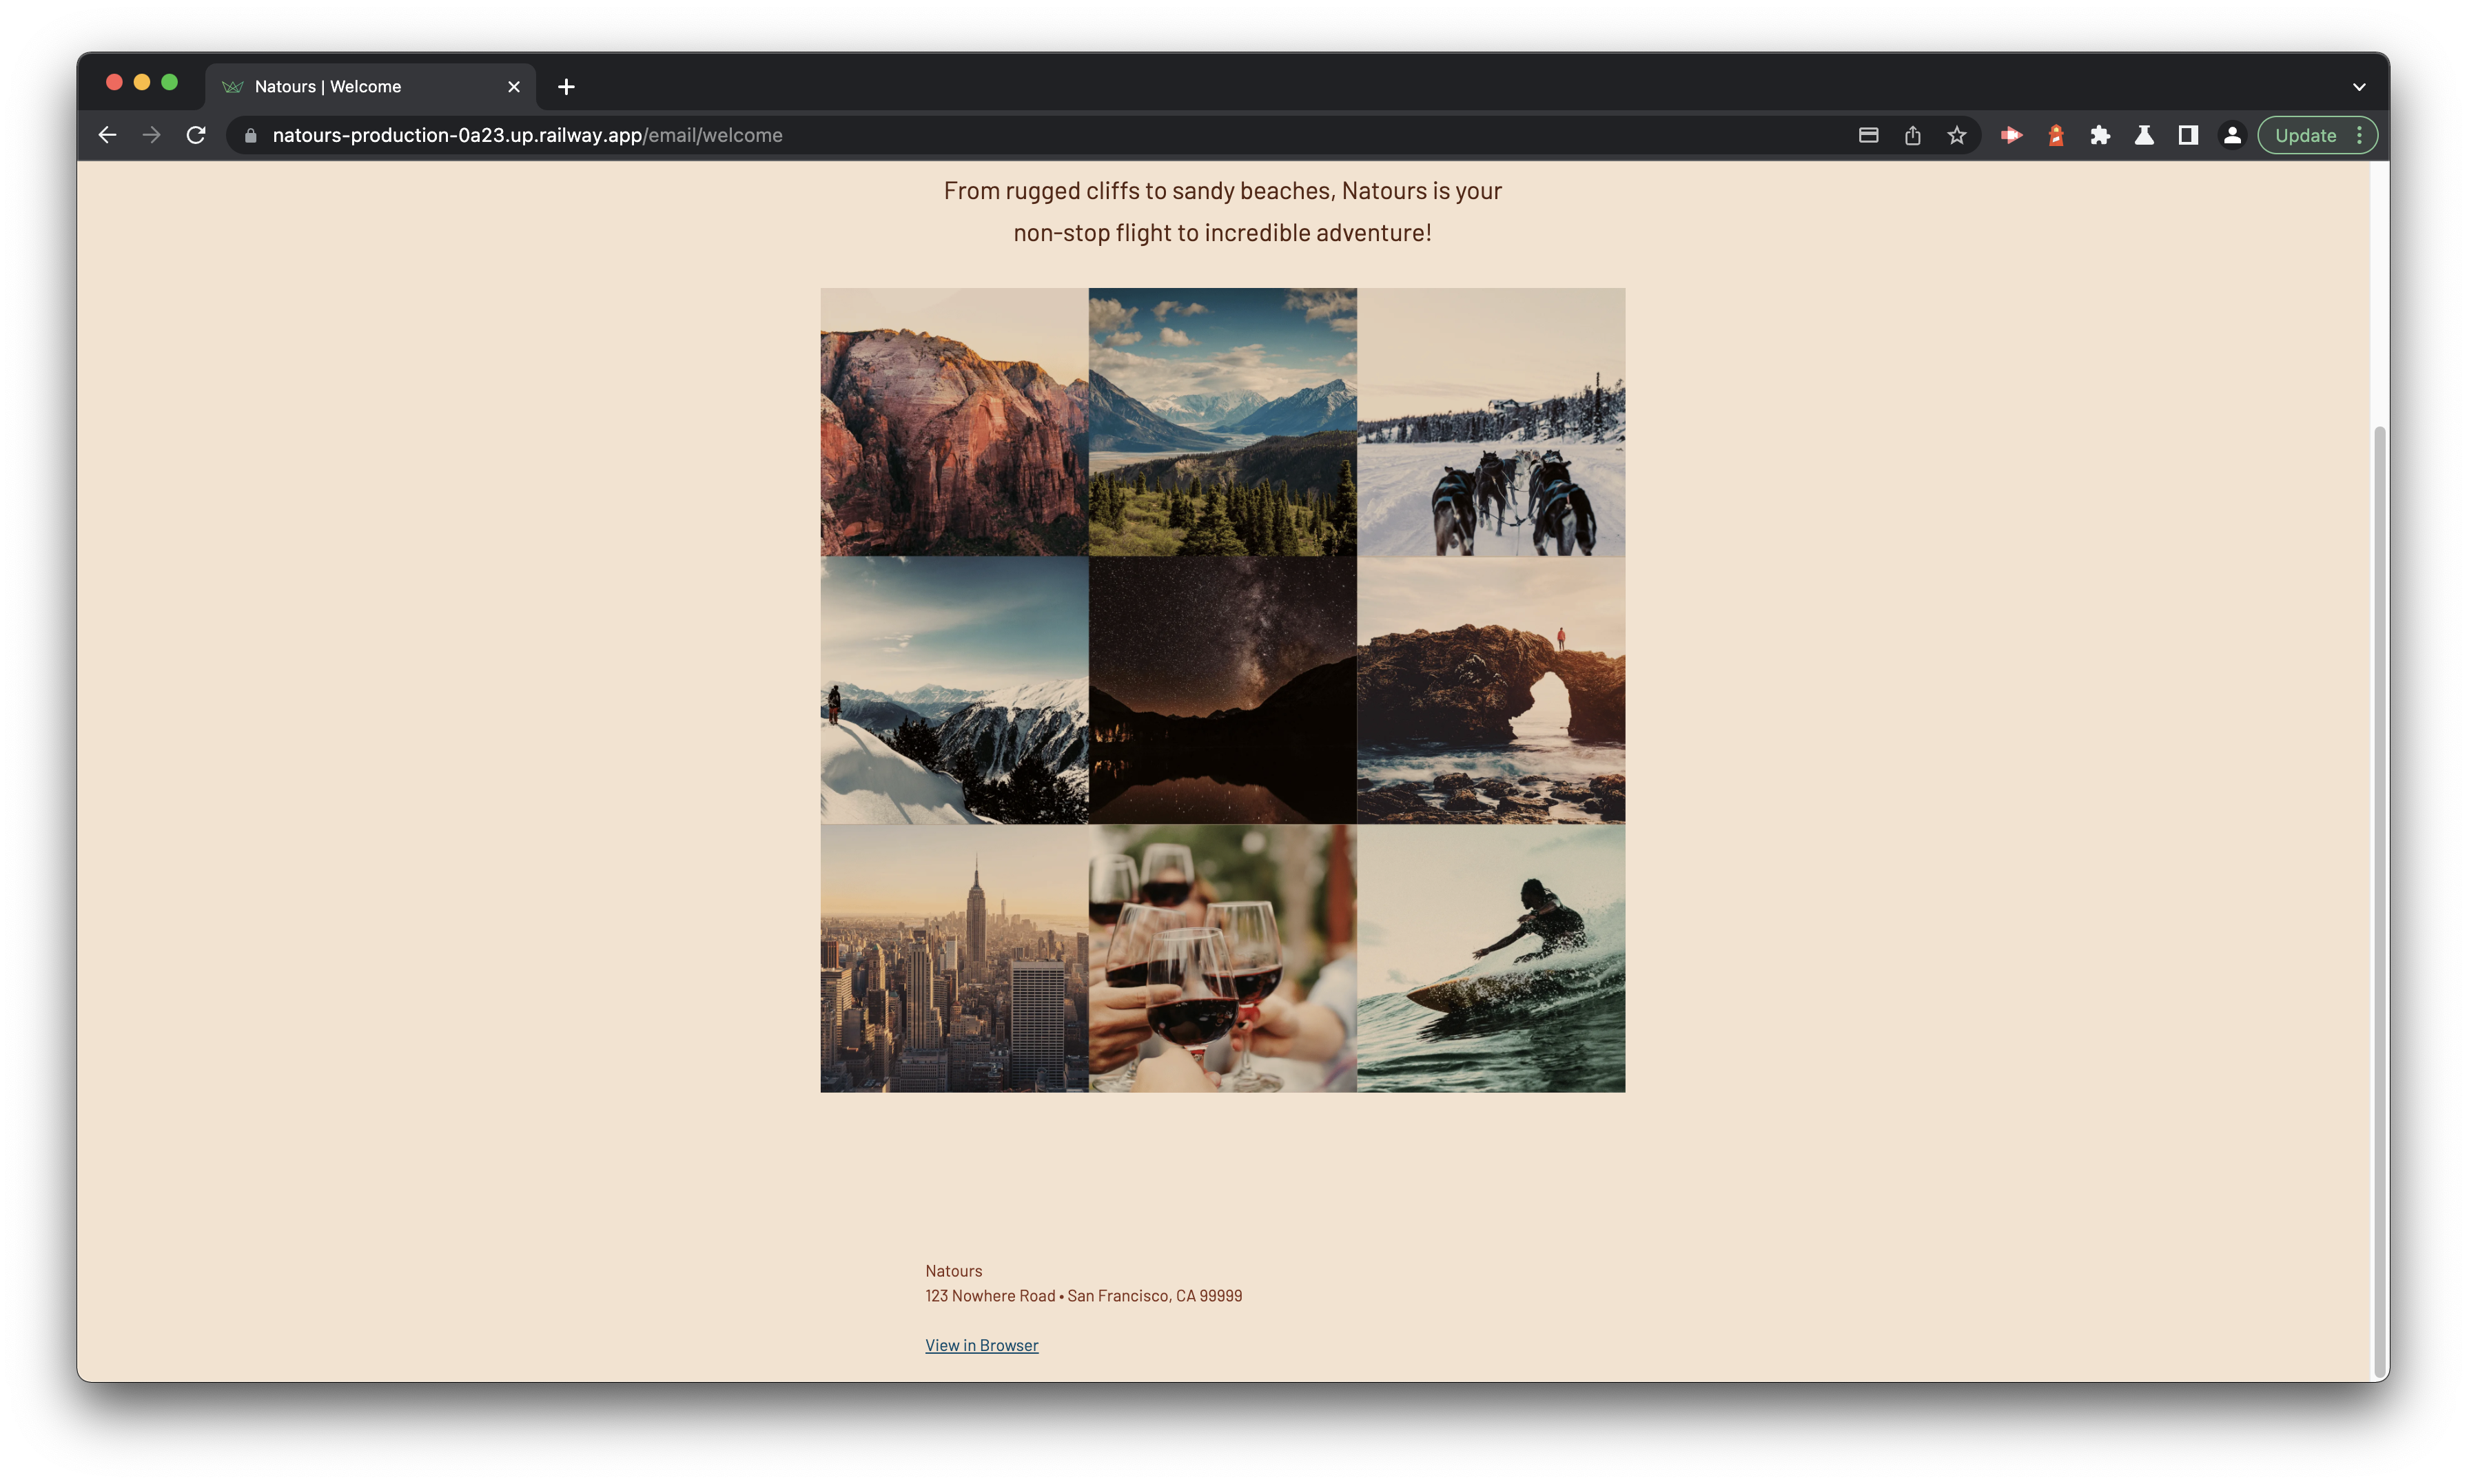 Natours | Welcome
natours-production-0a23.up.railway.app/email/welcome
Update
From rugged cliffs to sandy beaches, Natours is your
non-stop flight to incredible adventure!
Natours
123 Nowhere Road • San Francisco, CA 99999
View in Browser